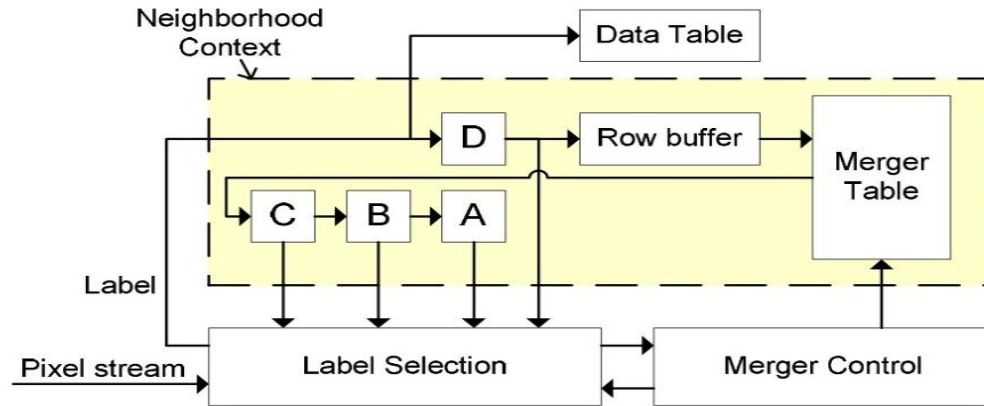 Neighborhood
Context
Data Table
D
Row buffer
Merger
Table
C
B
A
Label
Pixel stream
Label Selection
Merger Control